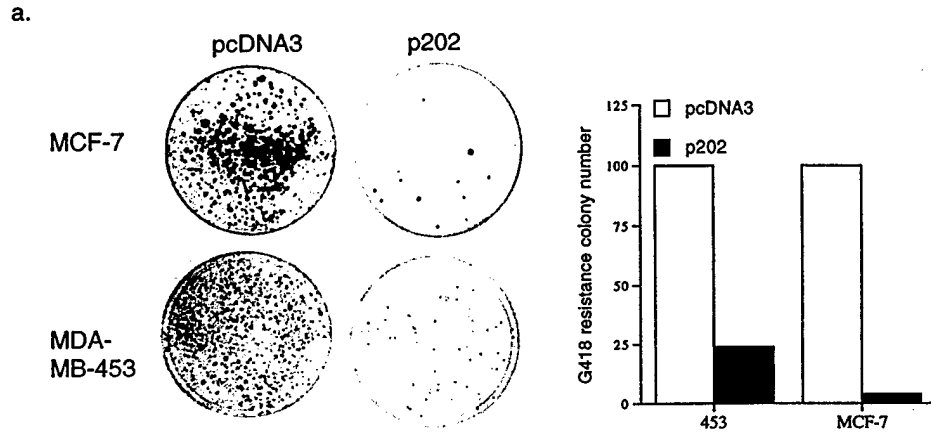 a.
pcDNA3 p202
MCF-7
MDA-
MB-453
G418 resistance colony number
125
100
75
50
25
0
pcDNA3
p202
453 MCF-7